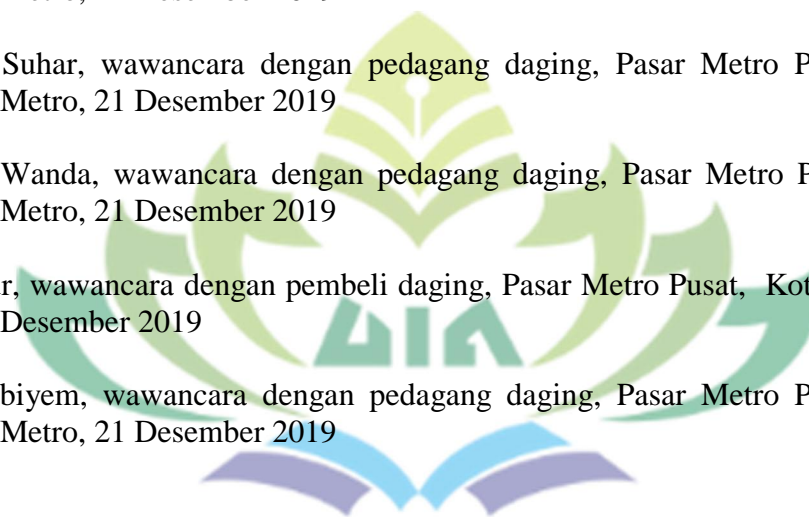 Suhar, wawancara dengan pedagang daging, Pasar Metro
Metro, 21 Desember 2019
Wanda, wawancara dengan pedagang daging, Pasar Metro
Metro, 21 Desember 2019
wawancara dengan pembeli daging, Pasar Metro Pusat,
Desember 2019
wawancara dengan pedagang daging, Pasar Metro
Metro, 21 Desember 2019
UIN